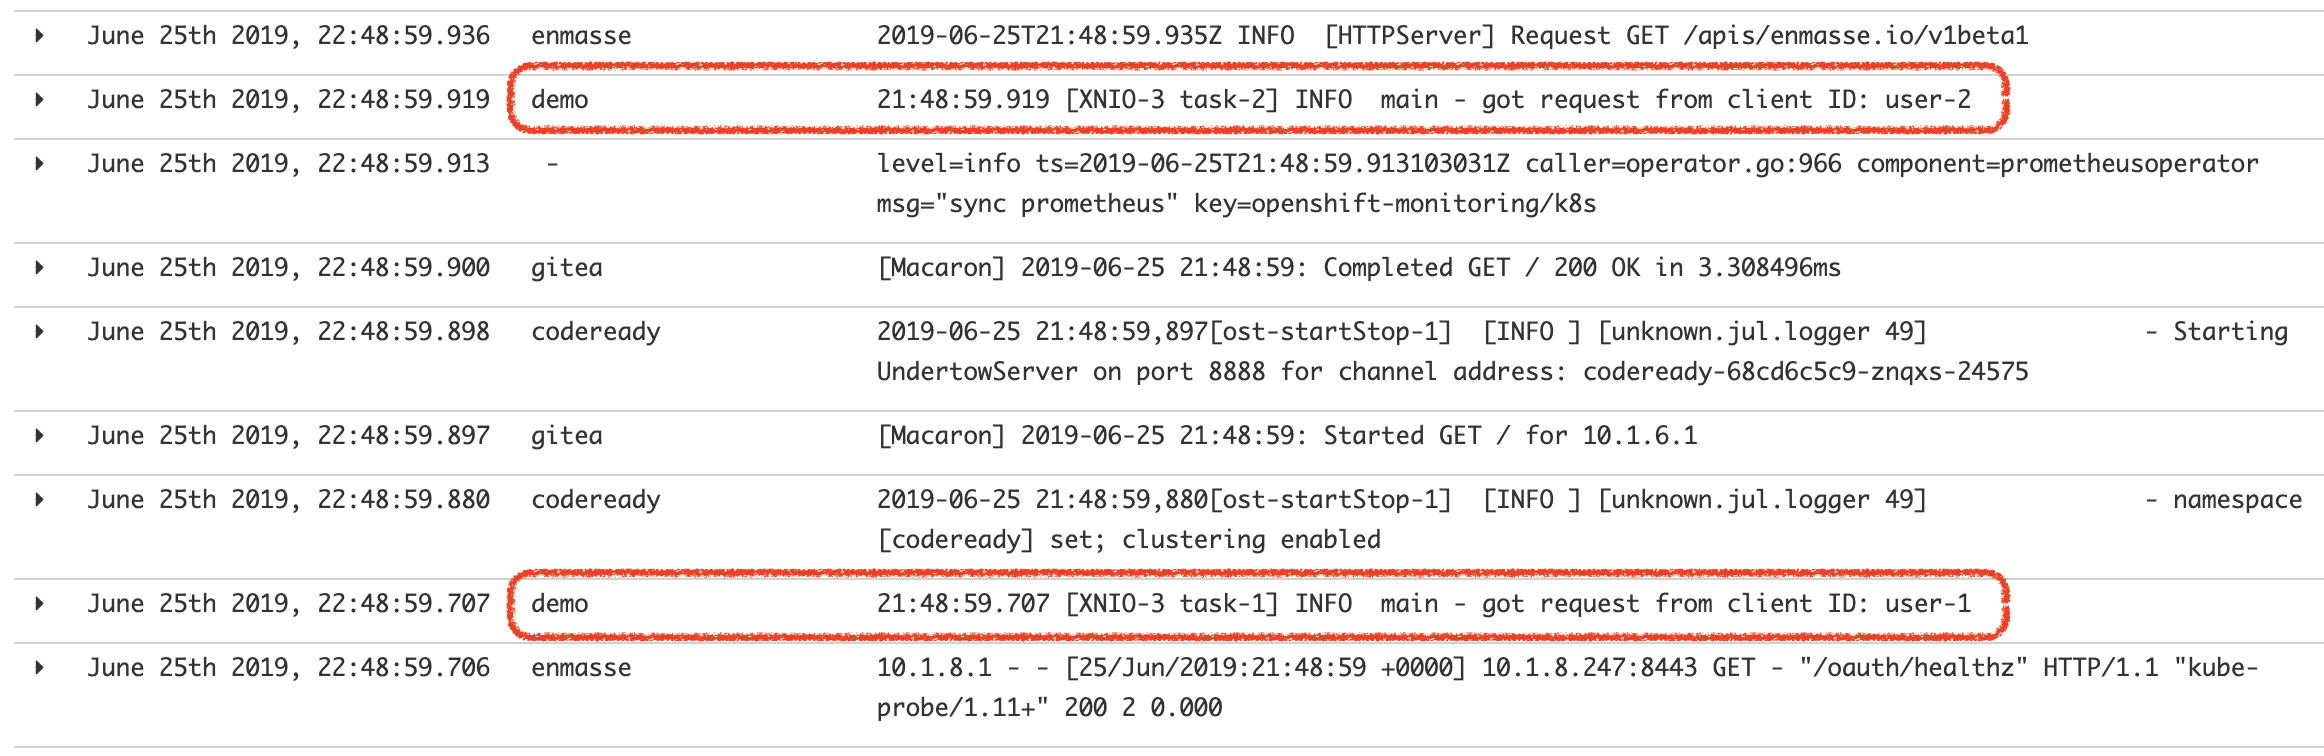 June 25th 2019, 22:48:59.936 enmasse 2019-06-25T21:48:59.935Z INFO  [HTTPServer] Request GET /apis/enmasse.io/v1beta1
June 25th 2019, 22:48:59.919 demo 21:48:59.919 [XNIO-3 task-2] INFO  main - got request from client ID: user-2
June 25th 2019, 22:48:59.913 - level=info ts=2019-06-25T21:48:59.913103031Z caller=operator.go:966 component=prometheusoperator
msg="sync prometheus" key=openshift-monitoring/k8s
June 25th 2019, 22:48:59.900 gitea [Macaron] 2019-06-25 21:48:59: Completed GET / 200 OK in 3.308496ms
June 25th 2019, 22:48:59.898 codeready 2019-06-25 21:48:59,897[ost-startStop-1]  [INFO ] [unknown.jul.logger 49] - Starting
UndertowServer on port 8888 for channel address: codeready-68cd6c5c9-znqxs-24575
June 25th 2019, 22:48:59.897 gitea [Macaron] 2019-06-25 21:48:59: Started GET / for 10.1.6.1
June 25th 2019, 22:48:59.880 codeready 2019-06-25 21:48:59,880[ost-startStop-1]  [INFO ] [unknown.jul.logger 49] - namespace
[codeready] set; clustering enabled
June 25th 2019, 22:48:59.707 demo 21:48:59.707 [XNIO-3 task-1] INFO  main - got request from client ID: user-1
June 25th 2019, 22:48:59.706 enmasse 10.1.8.1 - - [25/Jun/2019:21:48:59 +0000] 10.1.8.247:8443 GET - "/oauth/healthz" HTTP/1.1 "kube-
probe/1.11+" 200 2 0.000